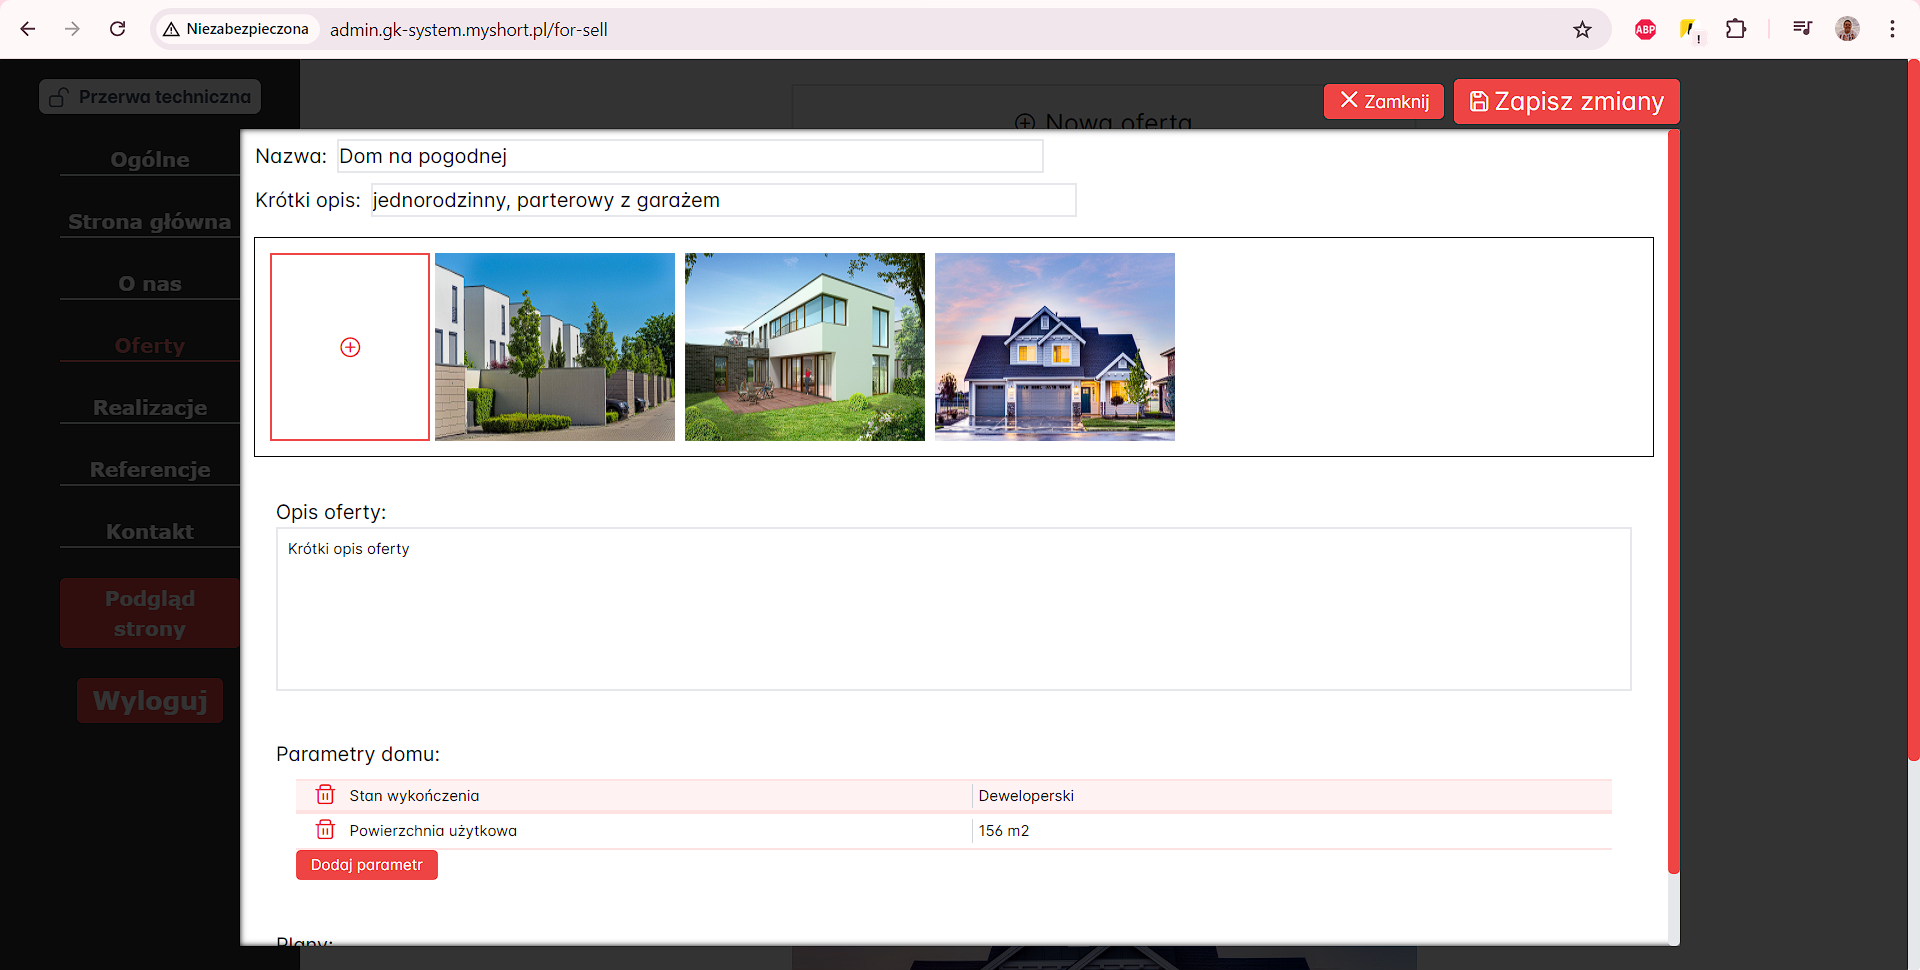 Niezabezpieczona
admin.gk-system.myshort.pl/for-sell
ABP
Przerwa techniczna
Nowa oferta
Zamknij
Zapisz zmiany
Ogólne
Strona główna
O nas
Oferty
Realizacje
Referencje
Kontakt
Podgląd
strony
Wyloguj
Nazwa: Dom na pogodnej
Krótki opis: jednorodzinny, parterowy z garażem
Opis oferty:
Krótki opis oferty
Parametry domu:
Stan wykończenia Deweloperski
Powierzchnia użytkowa 156 m2
Dodaj parametr
Plany: